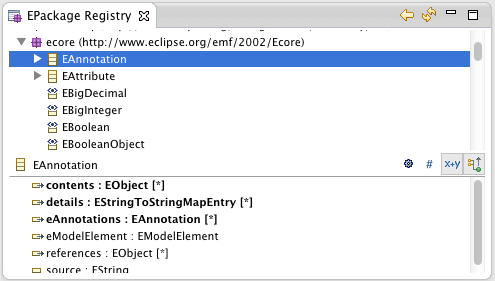 EPackage Registry
ecore (http://www.eclipse.org/emf/2002/Ecore)
EAnnotation
EAttribute
EBigDecimal
EBigInteger
EBoolean
EBooleanObject
EAnnotation # x+y
contents : EObject [*]
details : EStringToStringMapEntry [*]
eAnnotations : EAnnotation [*]
eModelElement : EModelElement
references : EObject [*]
source : EString